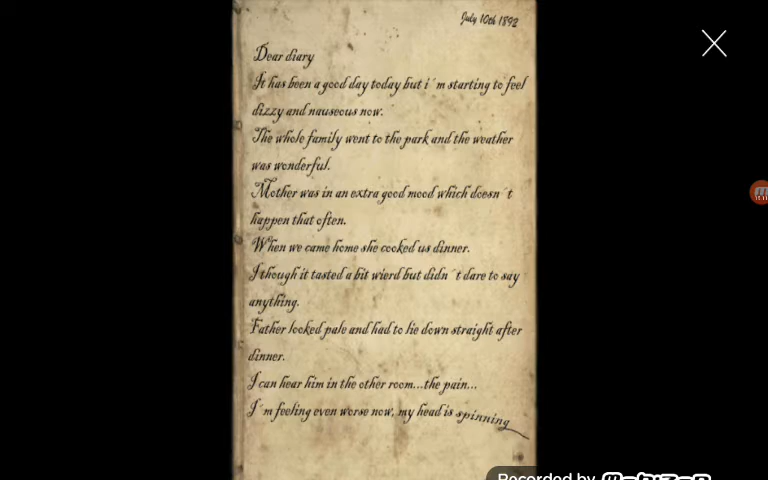 July 10th 1892
Dear diary
It has been a good day today but i´m starting to feel
dizzy and nauseous now.
The whole family went to the park and the weather
was wonderful.
Mother was in an extra good mood which doesn´t
happen that often.
When we came home she cooked us dinner.
I though it tasted a bit wierd but didn´t dare to say
anything.
Father looked pale and had to lie down straight after
dinner.
I can hear him in the other room...the pain...
I´m feeling even worse now, my head is spinning
Recorded by